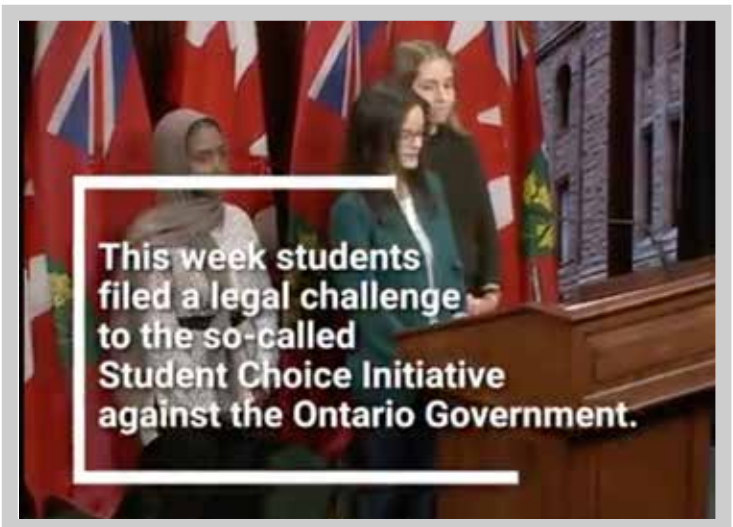 This week students
filed a legal challenge
to the so-called
Student Choice Initiative
against the Ontario Government.